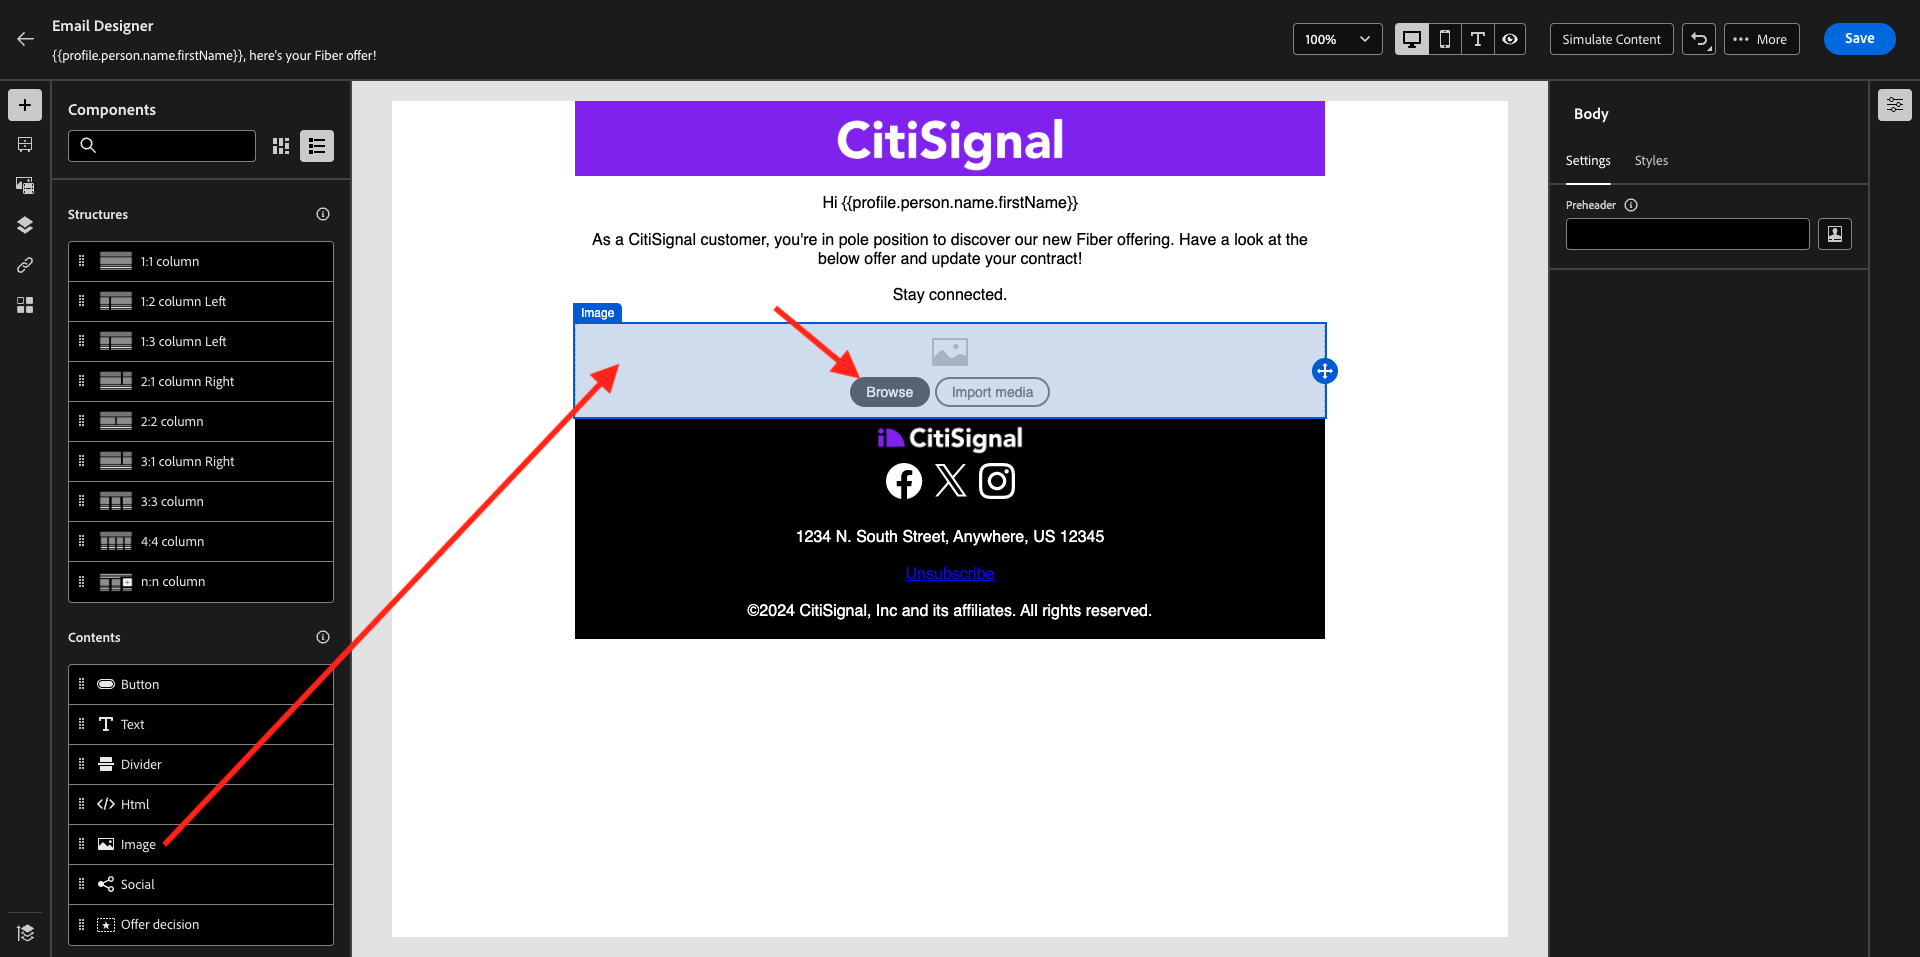 Email Designer
{{profile.person.name.firstName}}, here's your Fiber offer!
100%
Simulate Content
More
Save
Components
Structures
1:1 column
1:2 column Left
1:3 column Left
2:1 column Right
2:2 column
3:1 column Right
3:3 column
4:4 column
n:n column
Contents
Button
Text
Divider
Html
Image
Social
Offer decision
CitiSignal
Hi {{profile.person.name.firstName}}
As a CitiSignal customer, you're in pole position to discover our new Fiber offering. Have a look at the
below offer and update your contract!
Stay connected.
Image
Browse
Import media
CitiSignal
1234 N. South Street, Anywhere, US 12345
Unsubscribe
©2024 CitiSignal, Inc and its affiliates. All rights reserved.
Body
Settings
Styles
Preheader